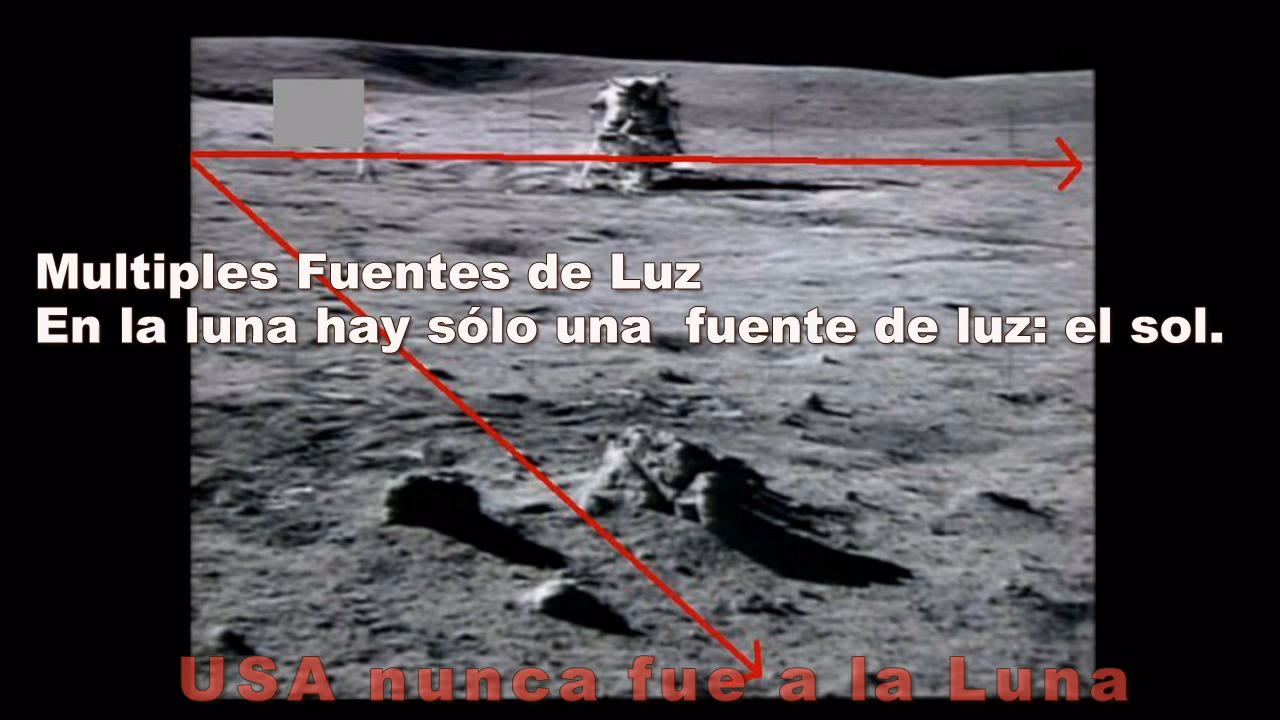 Multiples Fuentes de Luz
En la luna hay sólo una fuente de luz: el sol.
USA nunca fue a la Luna